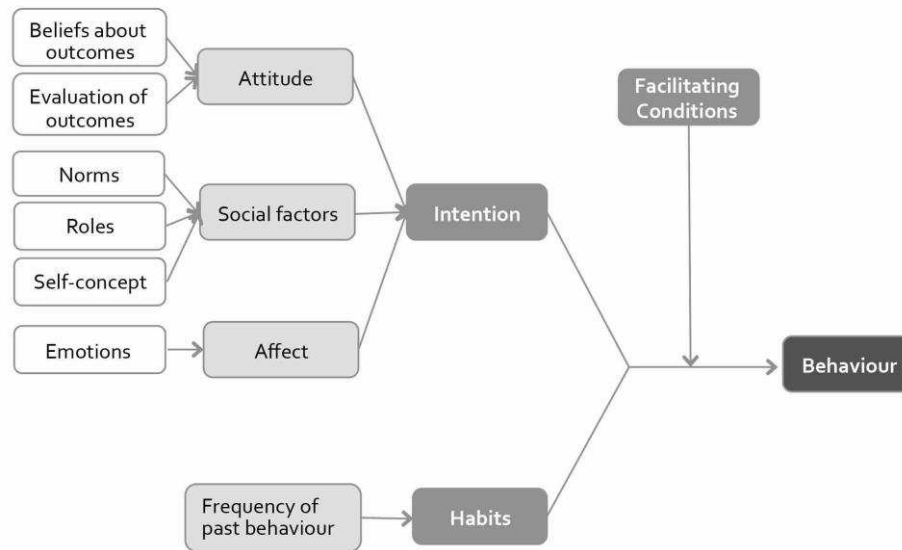 Beliefs about
outcomes
Evaluation of
outcomes
Attitude
Facilitating
Conditions
Norms
Roles
Self-concept
Social factors
Intention
Emotions
Affect
Behaviour
Frequency of
past behaviour
Habits